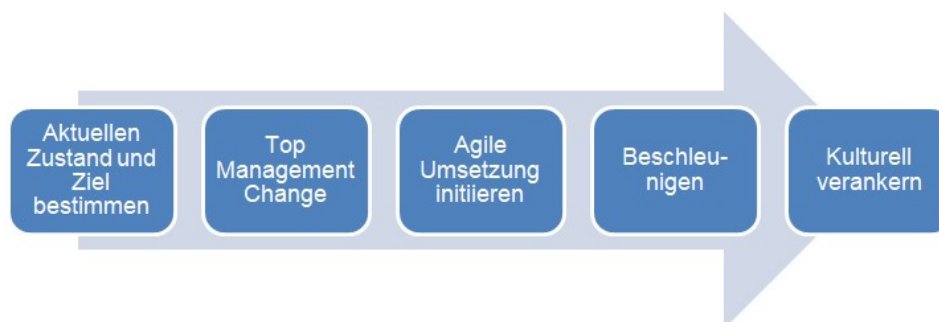 Aktuellen
Zustand und
Ziel
bestimmen
Top
Management
Change
Agile
Umsetzung
initiieren
Beschleu-
nigen
Kulturell
verankern